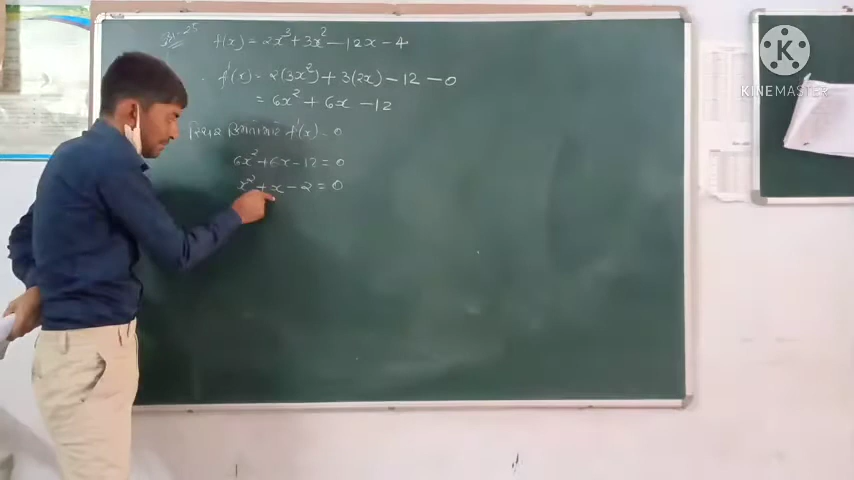 f(x) = 2x³ + 3x² - 12x - 4
f'(x) = 2(3x²) + 3(2x) - 12 - 0
= 6x² + 6x - 12
f'(x) = 0
6x² + 6x - 12 = 0
x² + x - 2 = 0
KINEMASTER